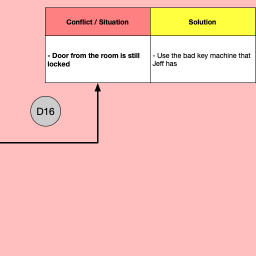 Conflict / Situation
Solution
- Door from the room is still
locked
- Use the bad key machine that
Jeff has
D16